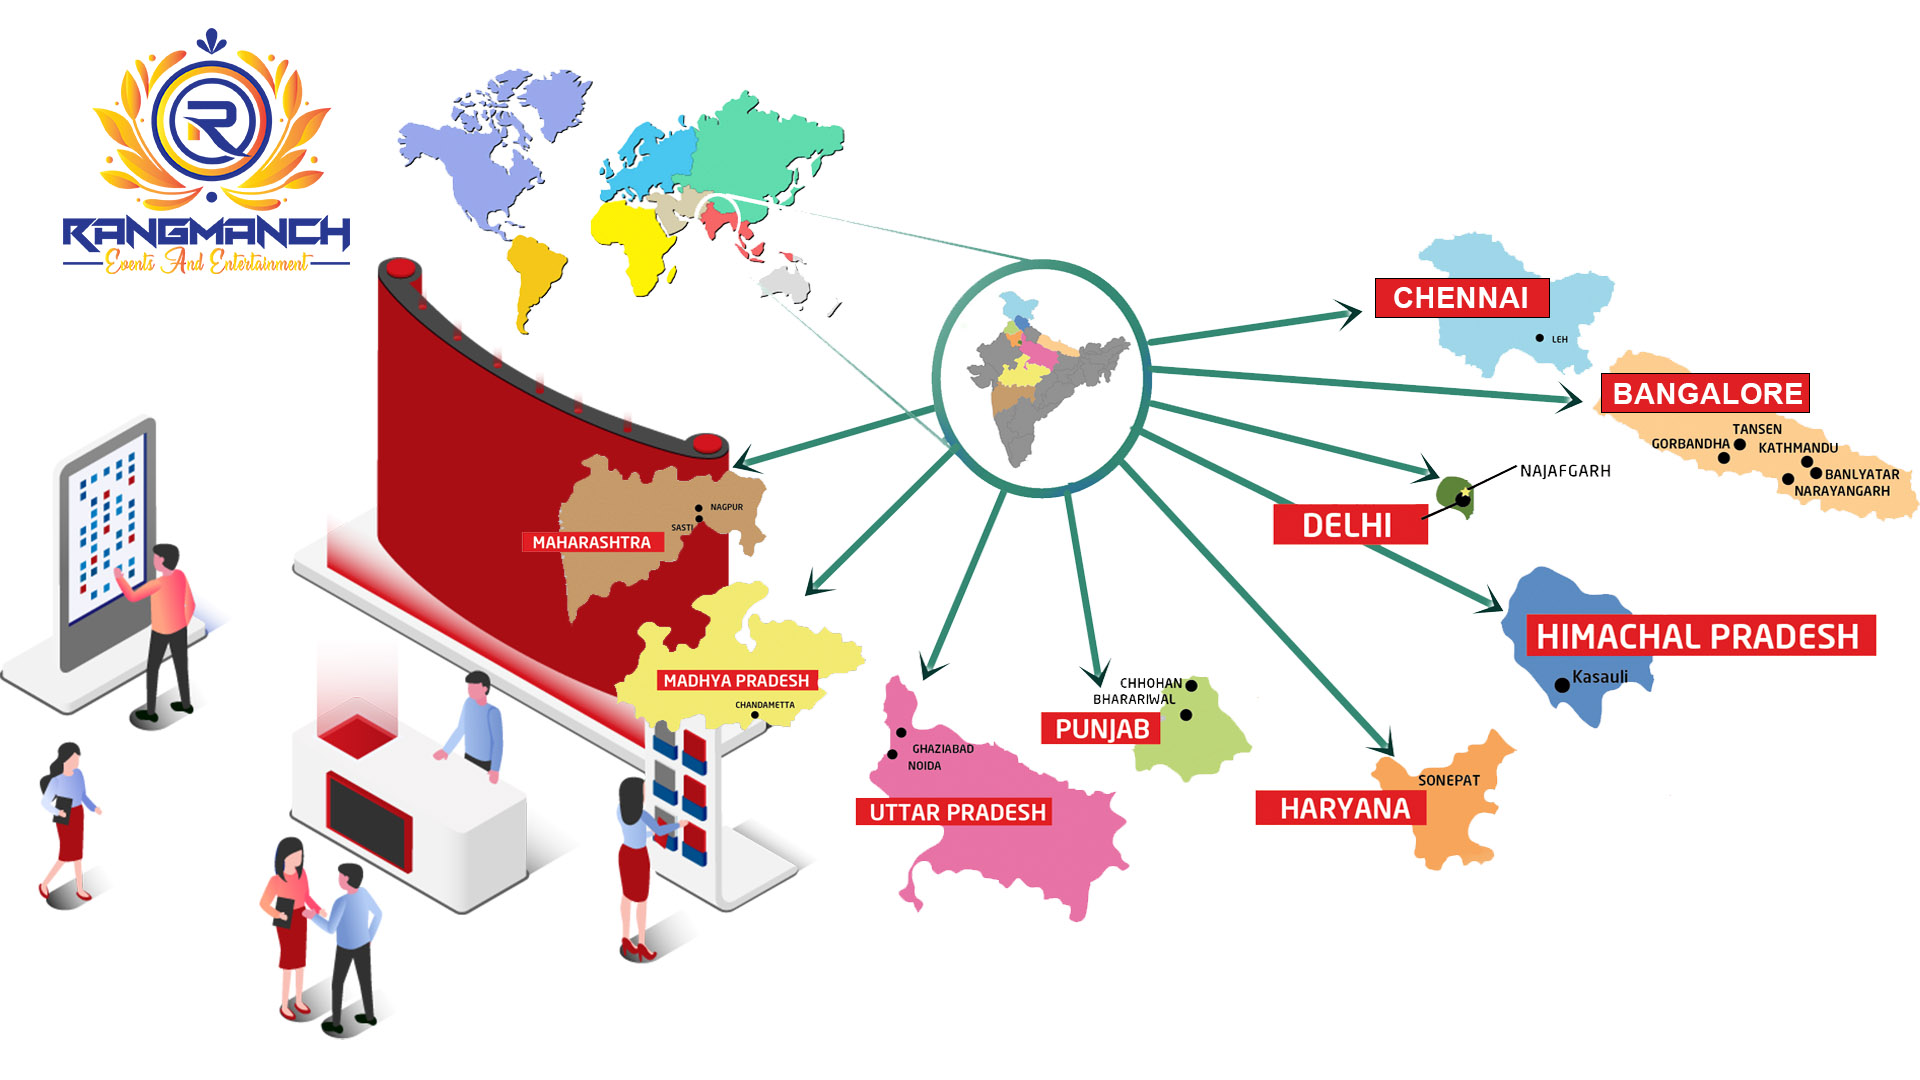 RANGMANCH
Events And Entertainment
CHENNAI
LEH
BANGALORE
TANSEN
GORBANDHA
KATHMANDU
BANLYATAR
NARAYANGARH
NAJAFGARH
DELHI
HIMACHAL PRADESH
Kasauli
NAGPUR
SASTI
MAHARASHTRA
MADHYA PRADESH
CHANDAMETTA
CHHOHAN
BHARARIWAL
PUNJAB
GHAZIABAD
NOIDA
UTTAR PRADESH
SONEPAT
HARYANA